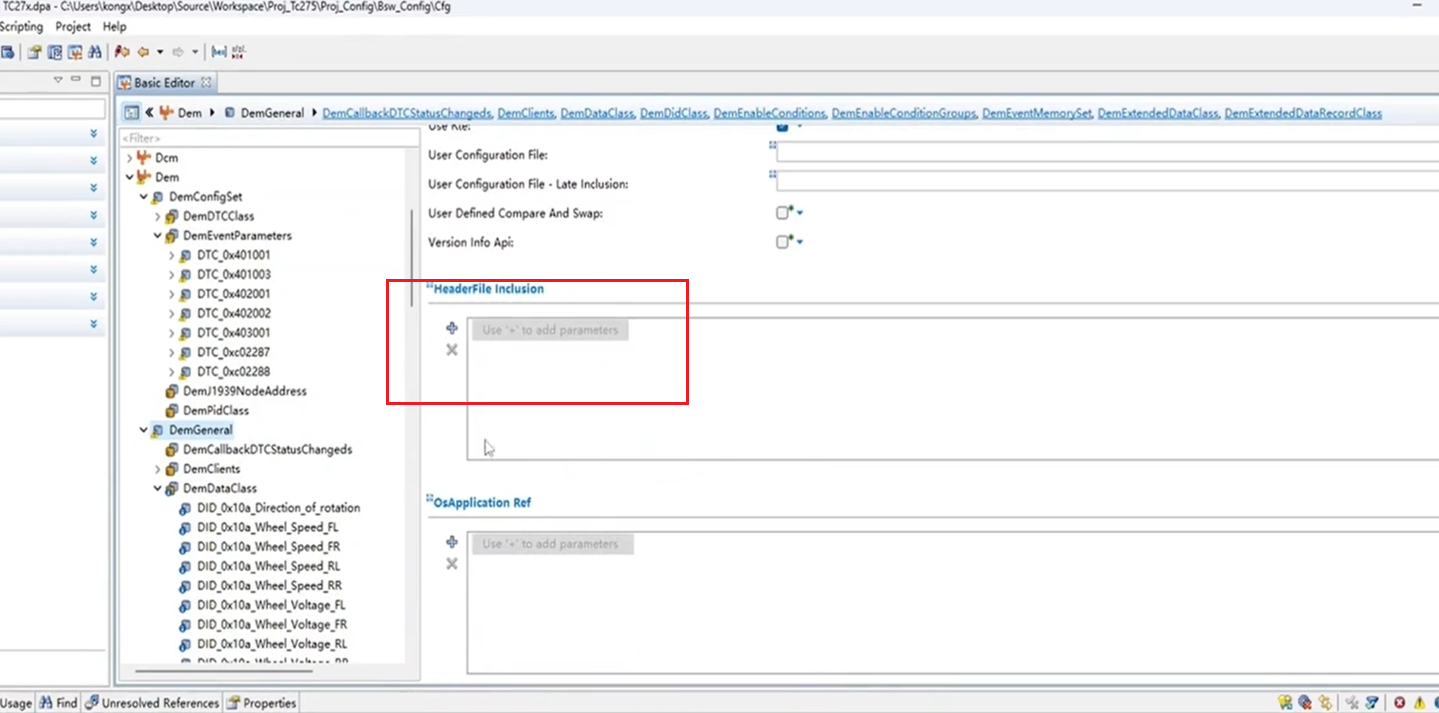 TC27x.dpa - C:\Users\kongx\Desktop\Source\Workspace\Proj_Tc275\Proj_Config\Bsw_Config\Cfg
Scripting Project Help
Basic Editor
« Dem DemGeneral DemCallbackDTCStatusChangeds, DemClients, DemDataClass, DemDidClass, DemEnableConditions, DemEnableConditionGroups, DemEventMemorySet, DemExtendedDataClass, DemExtendedDataRecordClass
<Filter>
Dcm
Dem
DemConfigSet
DemDTCClass
DemEventParameters
DTC_0x401001
DTC_0x401003
DTC_0x402001
DTC_0x402002
DTC_0x403001
DTC_0xc02287
DTC_0xc02288
DemJ1939NodeAddress
DemPidClass
DemGeneral
DemCallbackDTCStatusChangeds
DemClients
DemDataClass
DID_0x10a_Direction_of_rotation
DID_0x10a_Wheel_Speed_FL
DID_0x10a_Wheel_Speed_FR
DID_0x10a_Wheel_Speed_RL
DID_0x10a_Wheel_Speed_RR
DID_0x10a_Wheel_Voltage_FL
DID_0x10a_Wheel_Voltage_FR
DID_0x10a_Wheel_Voltage_RL
DID_0x10a_Wheel_Voltage_RR
Use Rte:
User Configuration File:
User Configuration File - Late Inclusion:
User Defined Compare And Swap:
Version Info Api:
HeaderFile Inclusion
Use '+' to add parameters
OsApplication Ref
Use '+' to add parameters
Usage Find Unresolved References Properties